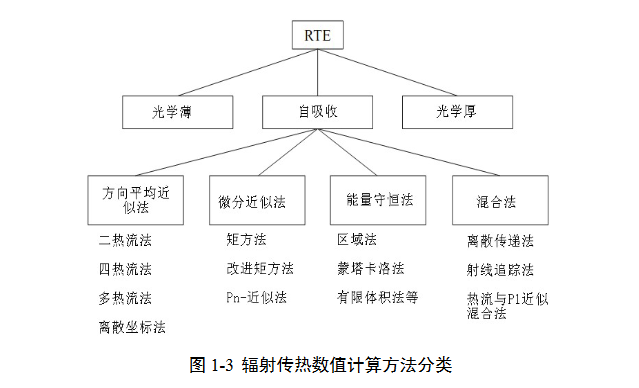 RTE
光学薄
自吸收
光学厚
方向平均近
似法
微分近似法
能量守恒法
混合法
二热流法
四热流法
多热流法
离散坐标法
矩方法
改进矩方法
Pn-近似法
区域法
蒙塔卡洛法
有限体积法等
离散传递法
射线追踪法
热流与P1近似
混合法
图 1-3 辐射传热数值计算方法分类